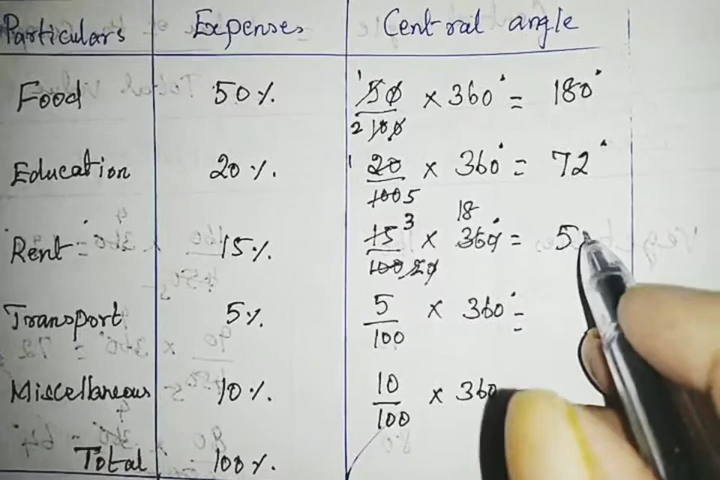 Particulars Expenses Central angle
Food 50% 50/100 × 360° = 180°
Education 20% 20/100 × 360° = 72°
Rent 15% 15/100 × 360° = 5
Transport 5% 5/100 × 360° =
Miscellaneous 10% 10/100 × 360
Total 100%